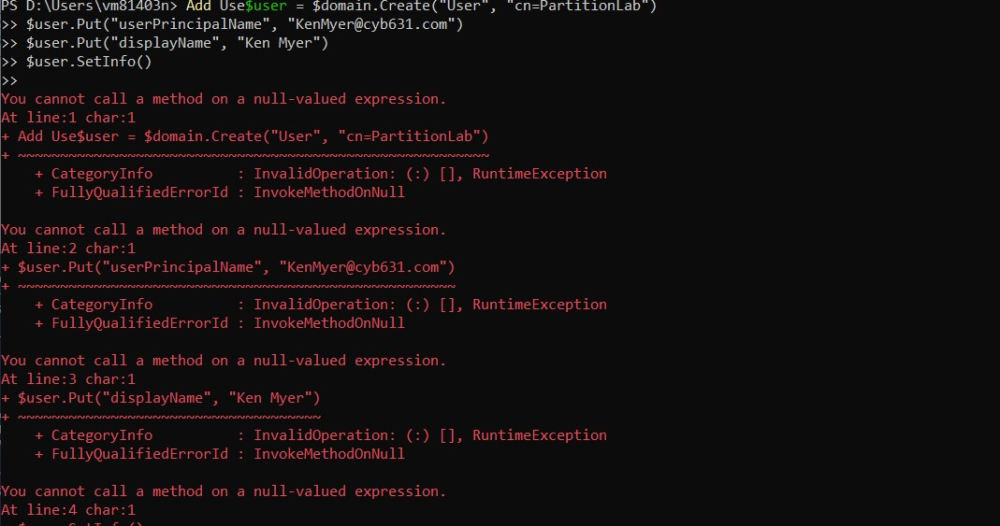 PS D:\Users\vm81403n> Add Use$user = $domain.Create("User", "cn=PartitionLab")
>> $user.Put("userPrincipalName", "KenMyer@cyb631.com")
>> $user.Put("displayName", "Ken Myer")
>> $user.SetInfo()
>>
You cannot call a method on a null-valued expression.
At line:1 char:1
+ Add Use$user = $domain.Create("User", "cn=PartitionLab")
+ ~~~~~~~~~~~~~~~~~~~~~~~~~~~~~~~~~~~~~~~~~~~~~~~~~~~~~~~~
    + CategoryInfo          : InvalidOperation: (:) [], RuntimeException
    + FullyQualifiedErrorId : InvokeMethodOnNull

You cannot call a method on a null-valued expression.
At line:2 char:1
+ $user.Put("userPrincipalName", "KenMyer@cyb631.com")
+ ~~~~~~~~~~~~~~~~~~~~~~~~~~~~~~~~~~~~~~~~~~~~~~~~~~~~
    + CategoryInfo          : InvalidOperation: (:) [], RuntimeException
    + FullyQualifiedErrorId : InvokeMethodOnNull

You cannot call a method on a null-valued expression.
At line:3 char:1
+ $user.Put("displayName", "Ken Myer")
+ ~~~~~~~~~~~~~~~~~~~~~~~~~~~~~~~~~~~~
    + CategoryInfo          : InvalidOperation: (:) [], RuntimeException
    + FullyQualifiedErrorId : InvokeMethodOnNull

You cannot call a method on a null-valued expression.
At line:4 char:1